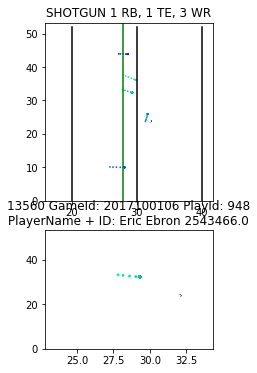 SHOTGUN 1 RB, 1 TE, 3 WR
50
40
30
20
10
0
20 30 40
13560 GameId: 2017100106 PlayId: 948
PlayerName + ID: Eric Ebron 2543466.0
40
20
0
25.0 27.5 30.0 32.5